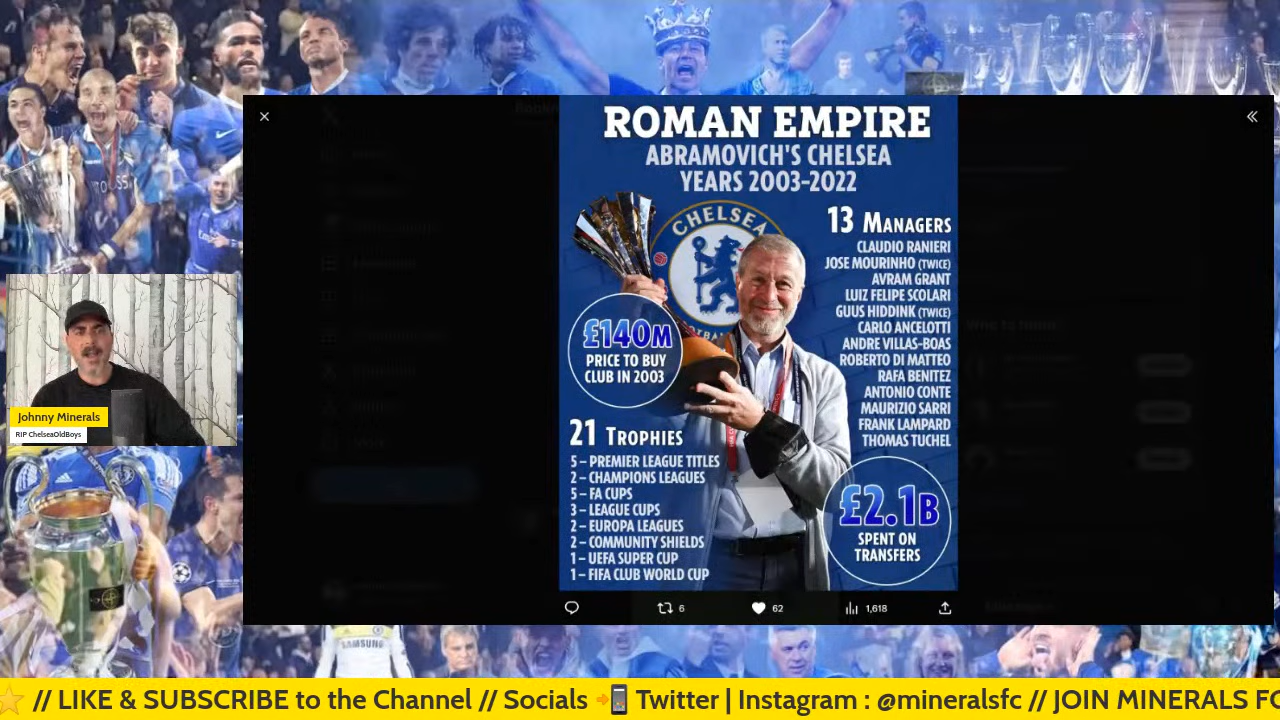 ROMAN EMPIRE
ABRAMOVICH'S CHELSEA
YEARS 2003-2022
CHELSEA
13 MANAGERS
CLAUDIO RANIERI
JOSE MOURINHO (TWICE)
AVRAM GRANT
LUIZ FELIPE SCOLARI
GUUS HIDDINK (TWICE)
CARLO ANCELOTTI
ANDRE VILLAS-BOAS
ROBERTO DI MATTEO
RAFA BENITEZ
ANTONIO CONTE
MAURIZIO SARRI
FRANK LAMPARD
THOMAS TUCHEL
£140M
PRICE TO BUY
CLUB IN 2003
21 TROPHIES
5 – PREMIER LEAGUE TITLES
2 – CHAMPIONS LEAGUES
5 – FA CUPS
3 – LEAGUE CUPS
2 – EUROPA LEAGUES
2 – COMMUNITY SHIELDS
1 – UEFA SUPER CUP
1 – FIFA CLUB WORLD CUP
£2.1B
SPENT ON
TRANSFERS
6
62
1,618
Johnny Minerals
RIP ChelseaOldBoys
SAMSUNG
// LIKE & SUBSCRIBE to the Channel // Socials Twitter | Instagram : @mineralsfc // JOIN MINERALS